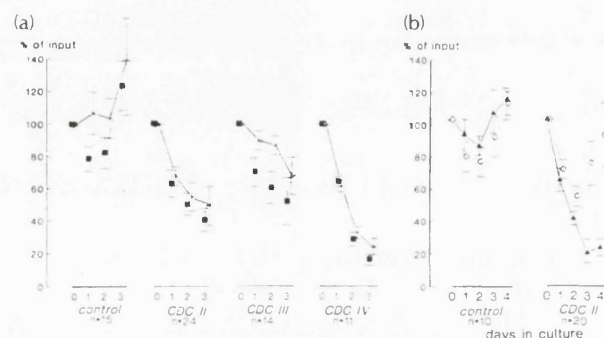 (a)
% of input
140
120
100
80
60
40
20
0
0 1 2 3
0 1 2 3
0 1 2 3
0 1 2 3
control
n=15
CDC II
n=24
CDC III
n=14
CDC IV
n=11
(b)
% of input
140
120
100
80
60
40
20
0
0 1 2 3 4
0 1 2 3 4
control
n=10
CDC II
n=20
days in culture